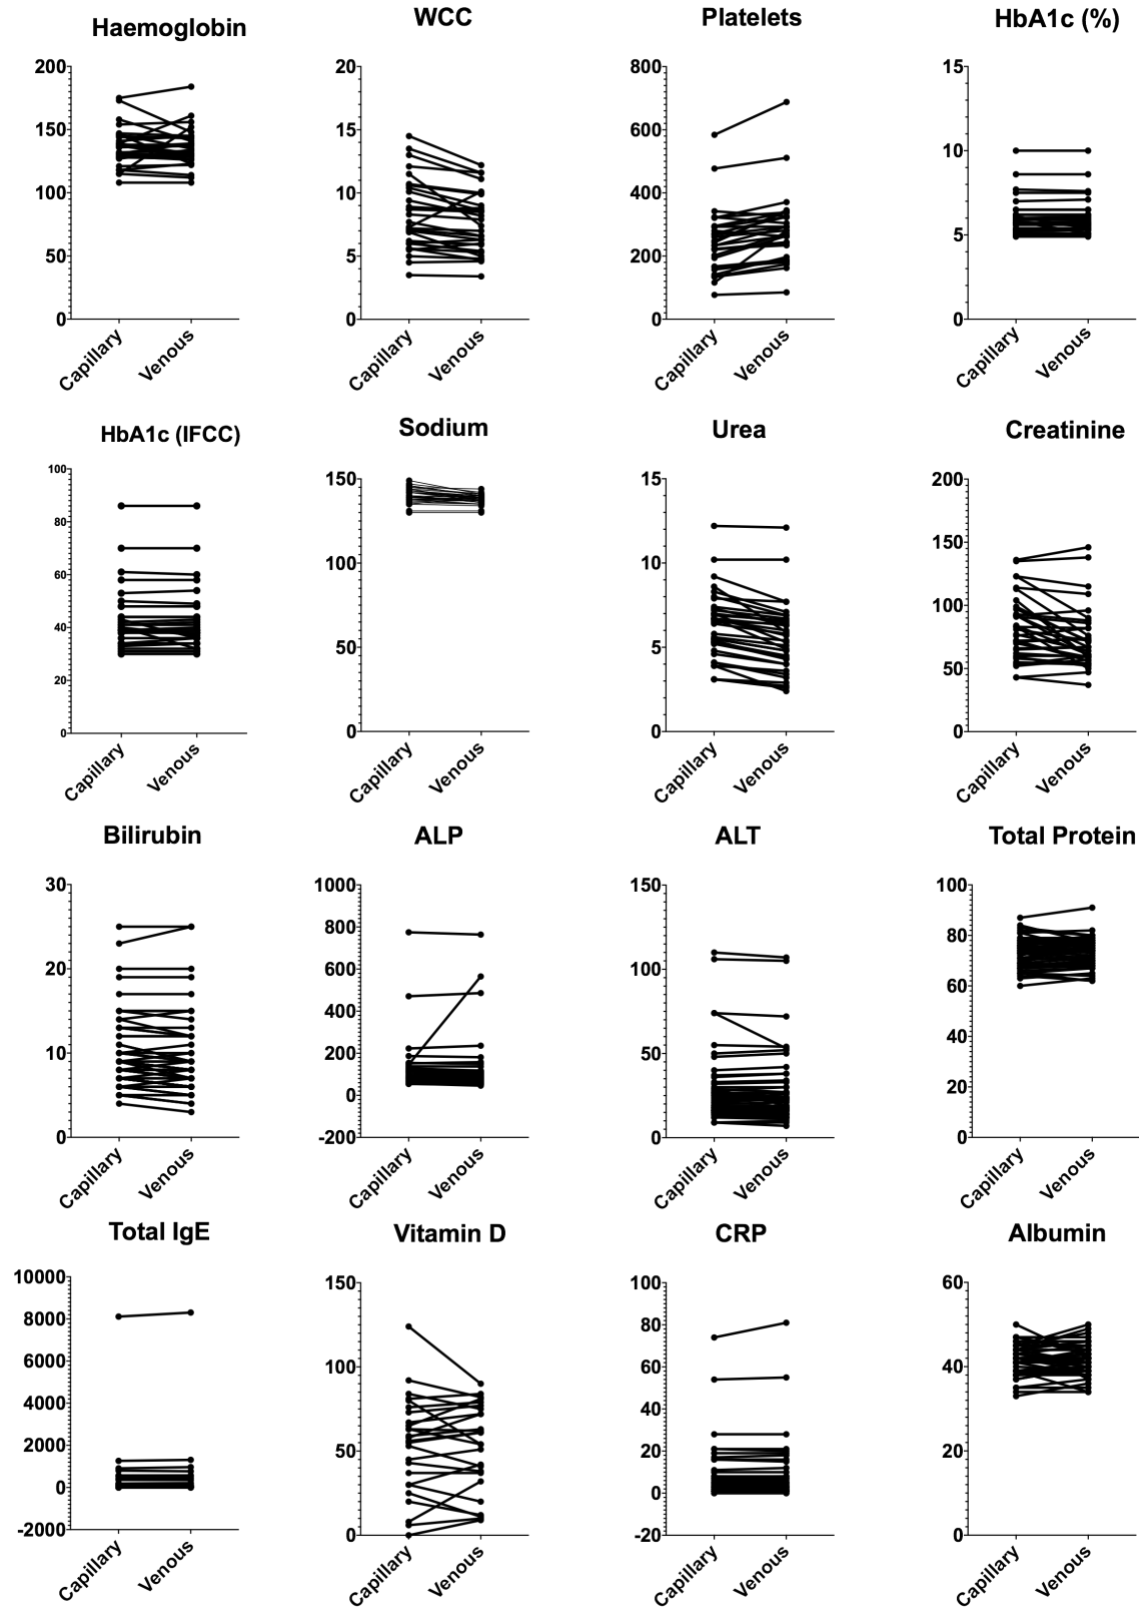 Haemoglobin
200
150
100
50
0
Capillary
Venous
WCC
20
15
10
5
0
Capillary
Venous
Platelets
800
600
400
200
0
Capillary
Venous
HbA1c (%)
15
10
5
0
Capillary
Venous
HbA1c (IFCC)
100
80
60
40
20
0
Capillary
Venous
Sodium
150
100
50
0
Capillary
Venous
Urea
15
10
5
0
Capillary
Venous
Creatinine
200
150
100
50
0
Capillary
Venous
Bilirubin
30
20
10
0
Capillary
Venous
ALP
1000
800
600
400
200
0
-200
Capillary
Venous
ALT
150
100
50
0
Capillary
Venous
Total Protein
100
80
60
40
20
0
Capillary
Venous
Total IgE
10000
8000
6000
4000
2000
0
-2000
Capillary
Venous
Vitamin D
150
100
50
0
Capillary
Venous
CRP
100
80
60
40
20
0
-20
Capillary
Venous
Albumin
60
40
20
0
Capillary
Venous